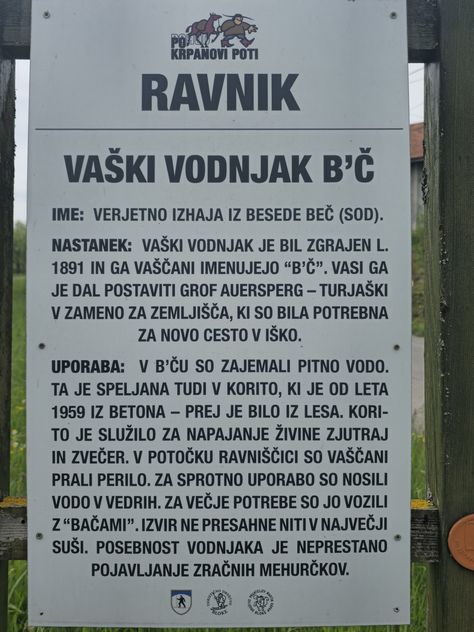 PO
KRPANOVI POTI
RAVNIK
VAŠKI VODNJAK B’Č
IME: VERJETNO IZHAJA IZ BESEDE BEČ (SOD).
NASTANEK: VAŠKI VODNJAK JE BIL ZGRAJEN L.
1891 IN GA VAŠČANI IMENUJEJO “B’Č”. VASI GA
JE DAL POSTAVITI GROF AUERSPERG – TURJAŠKI
V ZAMENO ZA ZEMLJIŠČA, KI SO BILA POTREBNA
ZA NOVO CESTO V IŠKO.
UPORABA: V B’ČU SO ZAJEMALI PITNO VODO.
TA JE SPELJANA TUDI V KORITO, KI JE OD LETA
1959 IZ BETONA – PREJ JE BILO IZ LESA. KORI-
TO JE SLUŽILO ZA NAPAJANJE ŽIVINE ZJUTRAJ
IN ZVEČER. V POTOČKU RAVNIŠČICI SO VAŠČANI
PRALI PERILO. ZA SPROTNO UPORABO SO NOSILI
VODO V VEDRIH. ZA VEČJE POTREBE SO JO VOZILI
Z “BAČAMI”. IZVIR NE PRESAHNE NITI V NAJVEČJI
SUŠI. POSEBNOST VODNJAKA JE NEPRESTANO
POJAVLJANJE ZRAČNIH MEHURČKOV.